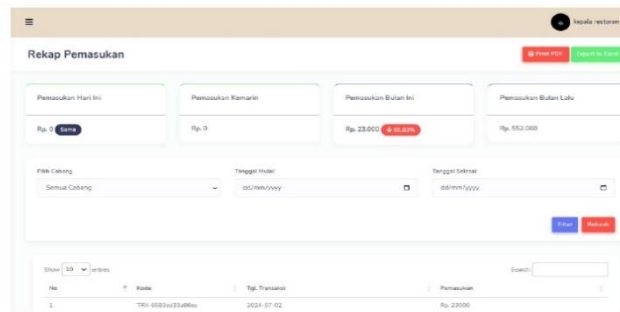 kepala restoran
Rekap Pemasukan
Print PDF Export to Excel
Pemasukan Hari Ini Pemasukan Kemarin Pemasukan Bulan Ini Pemasukan Bulan Lalu
Rp. 0 Sama Rp. 0 Rp. 23.000 Rp. 552.000
Pilih Cabang Tanggal Mulai Tanggal Selesai
Semua Cabang dd/mm/yyyy dd/mm/yyyy
Filter Refresh
Show 10 entries Search:
No Kode Tgl. Transaksi Pemasukan
1 2024-07-02 Rp. 23000